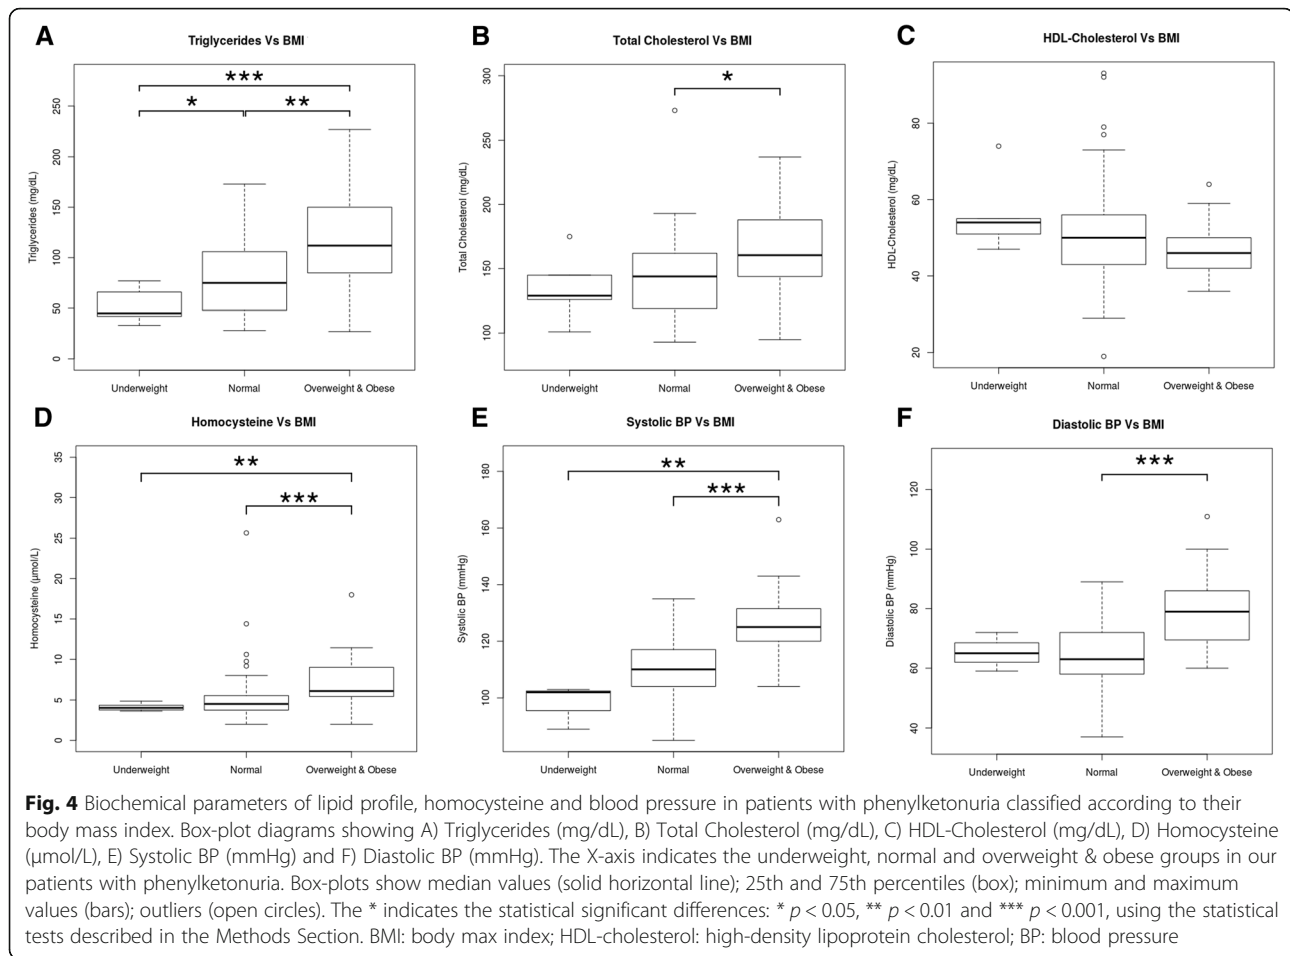 A
Triglycerides Vs BMI
Triglycerides (mg/dL)
250
200
150
100
50
0
***
*
**
Underweight
Normal
Overweight & Obese
B
Total Cholesterol Vs BMI
Total Cholesterol (mg/dL)
300
250
200
150
100
*
Underweight
Normal
Overweight & Obese
C
HDL-Cholesterol Vs BMI
HDL-Cholesterol (mg/dL)
80
60
40
20
Underweight
Normal
Overweight & Obese
D
Homocysteine Vs BMI
Homocysteine (µmol/L)
35
30
25
20
15
10
5
0
**
***
Underweight
Normal
Overweight & Obese
E
Systolic BP Vs BMI
Systolic BP (mmHg)
180
160
140
120
100
**
***
Underweight
Normal
Overweight & Obese
F
Diastolic BP Vs BMI
Diastolic BP (mmHg)
120
100
80
60
40
***
Underweight
Normal
Overweight & Obese
Fig. 4 Biochemical parameters of lipid profile, homocysteine and blood pressure in patients with phenylketonuria classified according to their
body mass index. Box-plot diagrams showing A) Triglycerides (mg/dL), B) Total Cholesterol (mg/dL), C) HDL-Cholesterol (mg/dL), D) Homocysteine
(µmol/L), E) Systolic BP (mmHg) and F) Diastolic BP (mmHg). The X-axis indicates the underweight, normal and overweight & obese groups in our
patients with phenylketonuria. Box-plots show median values (solid horizontal line); 25th and 75th percentiles (box); minimum and maximum
values (bars); outliers (open circles). The * indicates the statistical significant differences: * p < 0.05, ** p < 0.01 and *** p < 0.001, using the statistical
tests described in the Methods Section. BMI: body max index; HDL-cholesterol: high-density lipoprotein cholesterol; BP: blood pressure